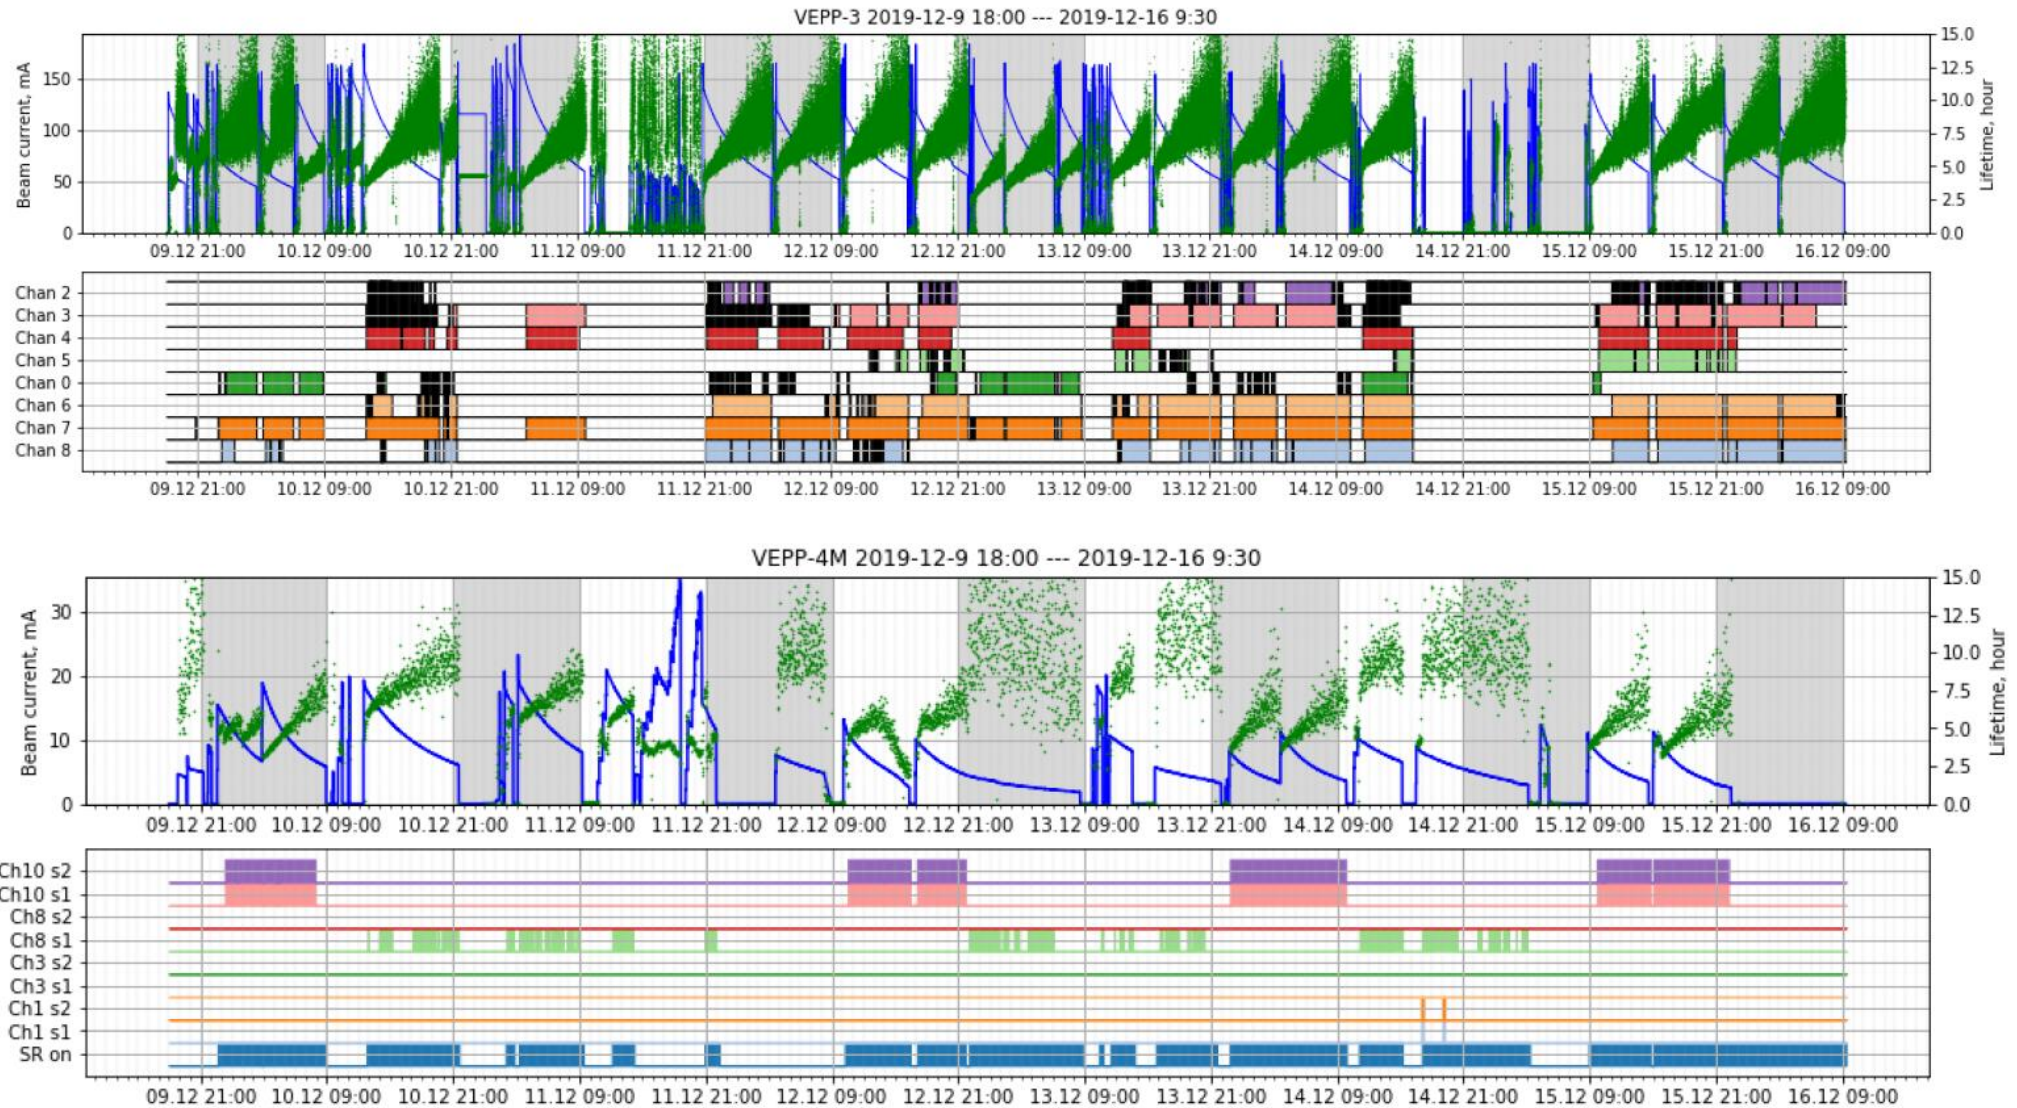 VEPP-3 2019-12-9 18:00 --- 2019-12-16 9:30
Beam current, mA
150
100
50
0
15.0
12.5
10.0
7.5
5.0
2.5
0.0
Lifetime, hour
09.12 21:00 10.12 09:00 10.12 21:00 11.12 09:00 11.12 21:00 12.12 09:00 12.12 21:00 13.12 09:00 13.12 21:00 14.12 09:00 14.12 21:00 15.12 09:00 15.12 21:00 16.12 09:00
Chan 2
Chan 3
Chan 4
Chan 5
Chan 0
Chan 6
Chan 7
Chan 8
09.12 21:00 10.12 09:00 10.12 21:00 11.12 09:00 11.12 21:00 12.12 09:00 12.12 21:00 13.12 09:00 13.12 21:00 14.12 09:00 14.12 21:00 15.12 09:00 15.12 21:00 16.12 09:00
VEPP-4M 2019-12-9 18:00 --- 2019-12-16 9:30
Beam current, mA
30
20
10
0
15.0
12.5
10.0
7.5
5.0
2.5
0.0
Lifetime, hour
09.12 21:00 10.12 09:00 10.12 21:00 11.12 09:00 11.12 21:00 12.12 09:00 12.12 21:00 13.12 09:00 13.12 21:00 14.12 09:00 14.12 21:00 15.12 09:00 15.12 21:00 16.12 09:00
Ch10 s2
Ch10 s1
Ch8 s2
Ch8 s1
Ch3 s2
Ch3 s1
Ch1 s2
Ch1 s1
SR on
09.12 21:00 10.12 09:00 10.12 21:00 11.12 09:00 11.12 21:00 12.12 09:00 12.12 21:00 13.12 09:00 13.12 21:00 14.12 09:00 14.12 21:00 15.12 09:00 15.12 21:00 16.12 09:00